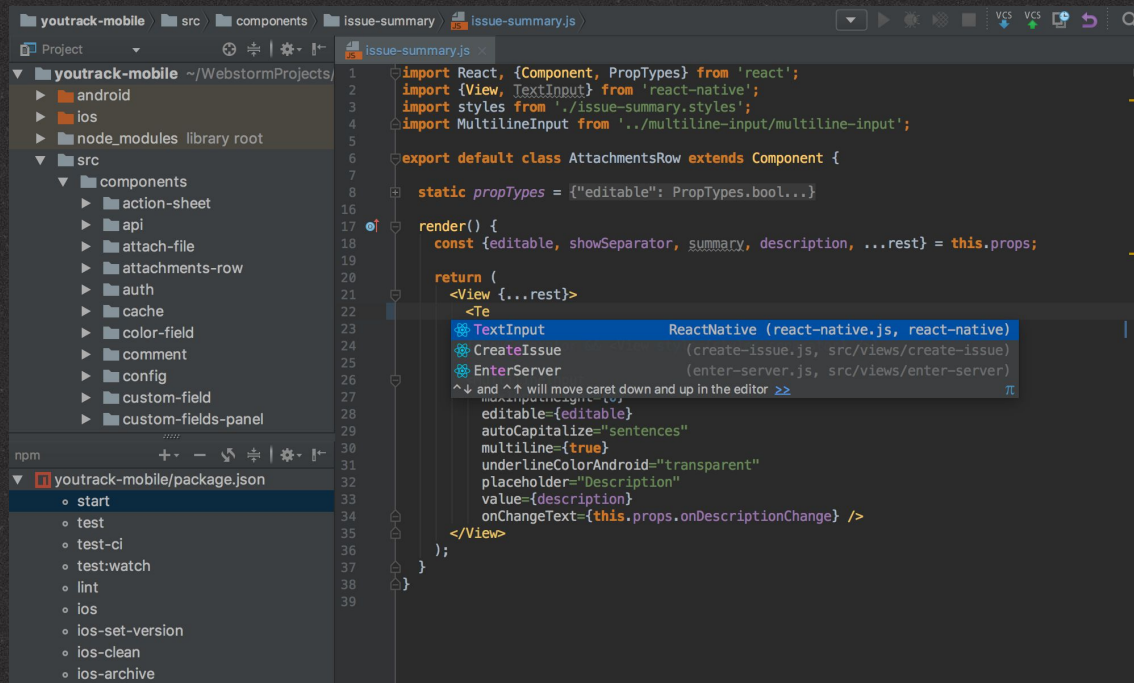 youtrack-mobile src components issue-summary issue-summary.js
VCS VCS
Project
youtrack-mobile ~/WebstormProjects/
android
ios
node_modules library root
src
components
action-sheet
api
attach-file
attachments-row
auth
cache
color-field
comment
config
custom-field
custom-fields-panel
npm
youtrack-mobile/package.json
start
test
test-ci
test:watch
lint
ios
ios-set-version
ios-clean
ios-archive
issue-summary.js
1 import React, {Component, PropTypes} from 'react';
2 import {View, TextInput} from 'react-native';
3 import styles from './issue-summary.styles';
4 import MultilineInput from '../multiline-input/multiline-input';
5
6 export default class AttachmentsRow extends Component {
7
8 static propTypes = {"editable": PropTypes.bool...}
16
17 render() {
18 const {editable, showSeparator, summary, description, ...rest} = this.props;
19
20 return (
21 <View {...rest}>
22 <Te
23 TextInput ReactNative (react-native.js, react-native)
24 CreateIssue (create-issue.js, src/views/create-issue)
25 EnterServer (enter-server.js, src/views/enter-server)
26 ^↓ and ^↑ will move caret down and up in the editor >> π
27
28 editable={editable}
29 autoCapitalize="sentences"
30 multiline={true}
31 underlineColorAndroid="transparent"
32 placeholder="Description"
33 value={description}
34 onChangeText={this.props.onDescriptionChange} />
35 </View>
36 );
37 }
38 }
39